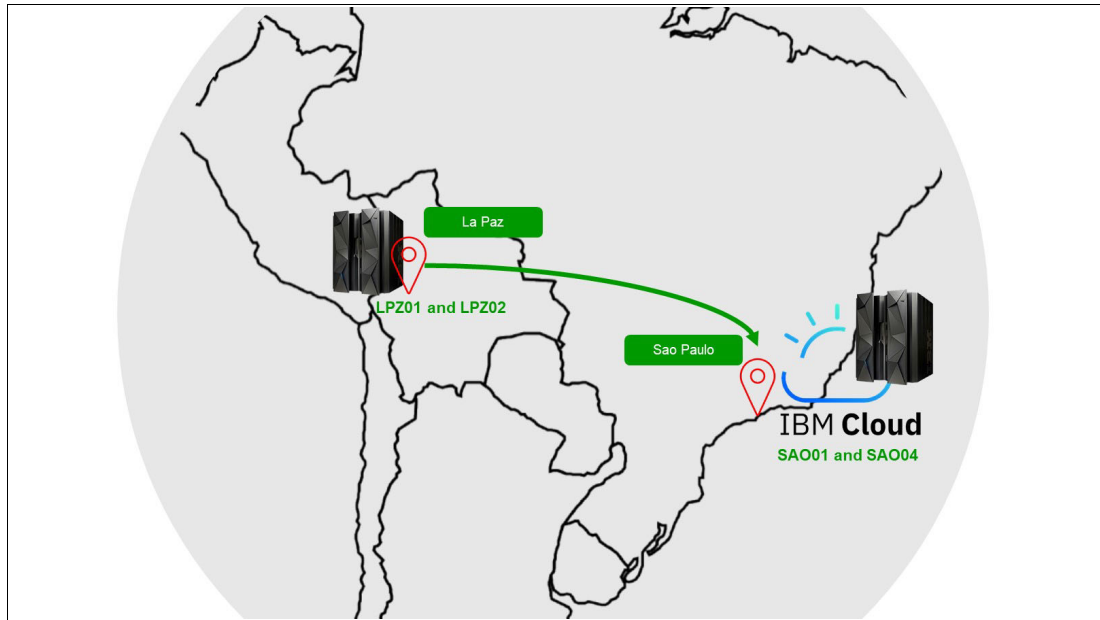 La Paz
LPZ01 and LPZ02
Sao Paulo
IBM Cloud
SAO01 and SAO04